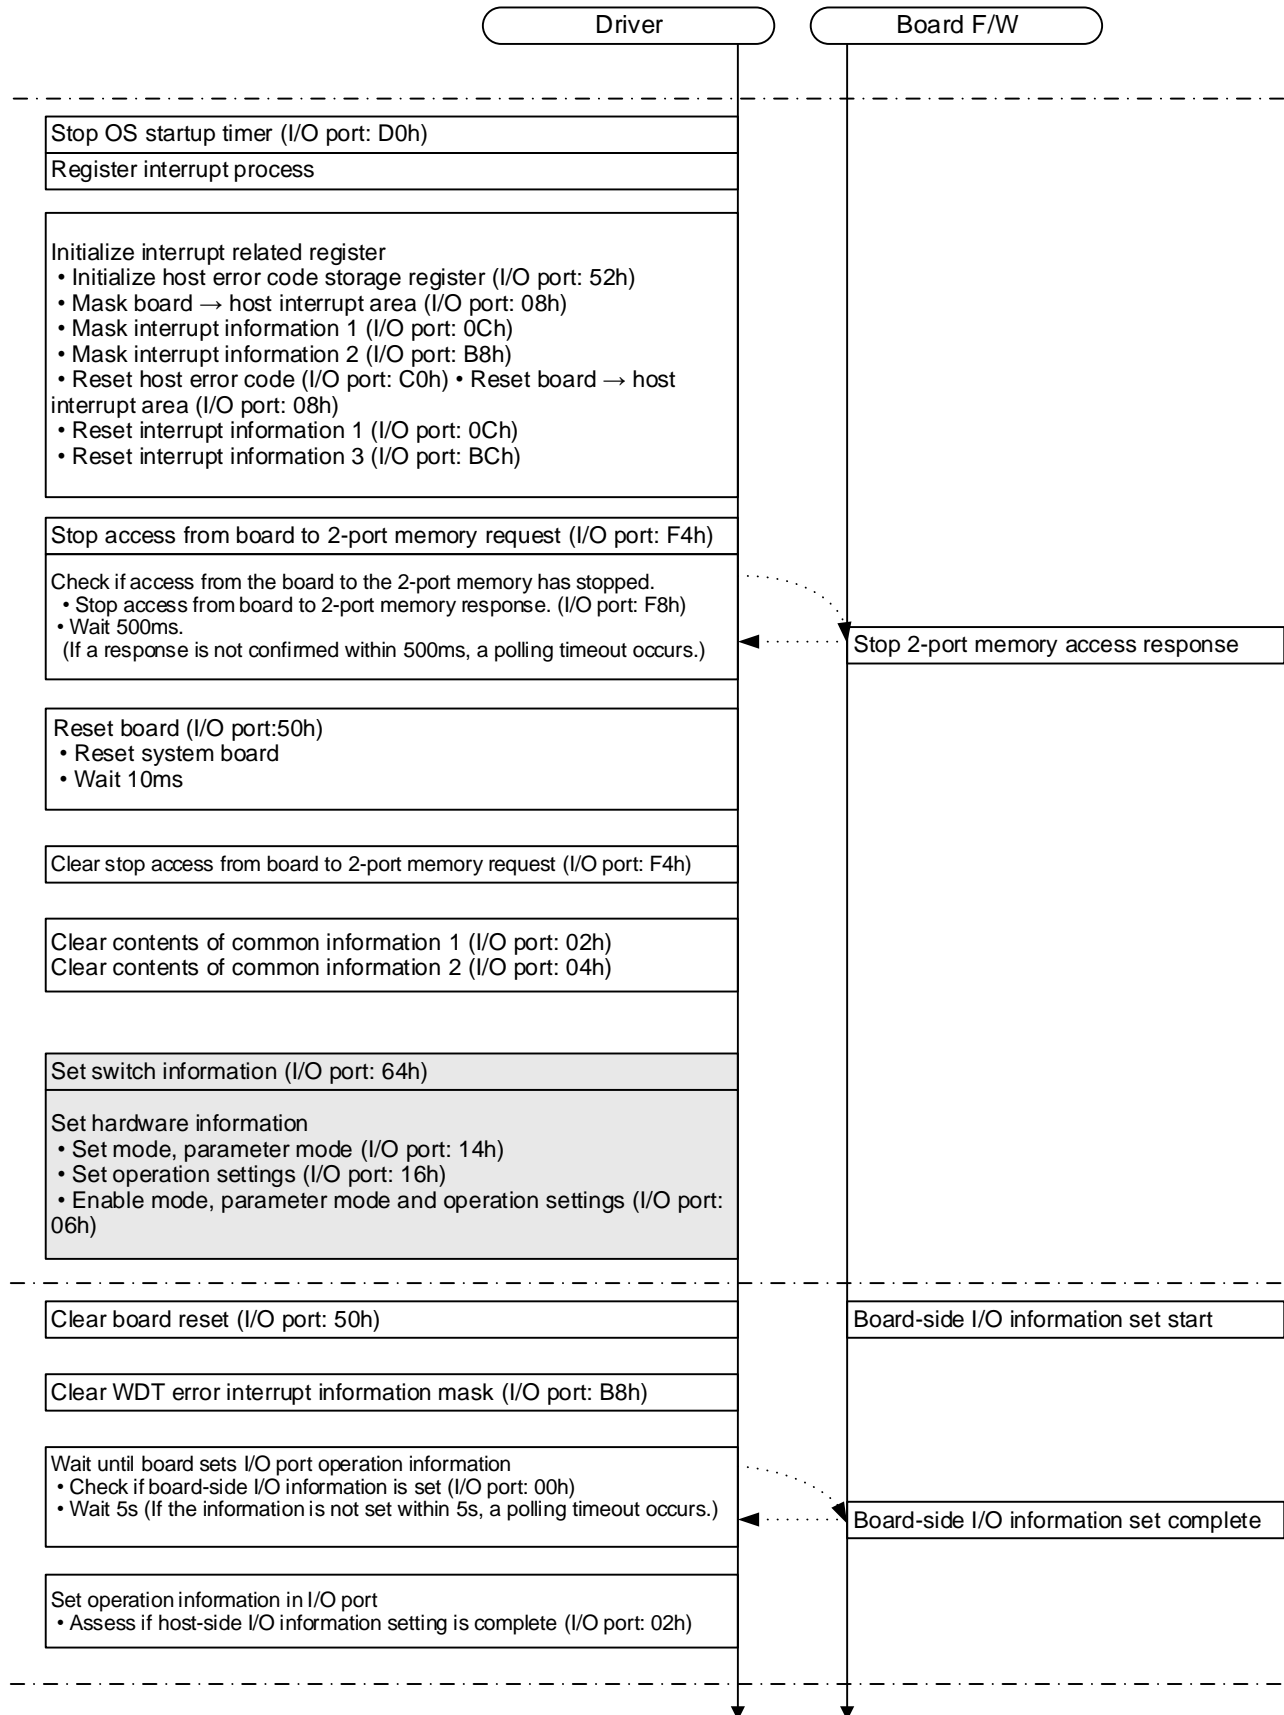 Driver
Board F/W
Stop OS startup timer (I/O port: D0h)
Register interrupt process
Initialize interrupt related register
• Initialize host error code storage register (I/O port: 52h)
• Mask board → host interrupt area (I/O port: 08h)
• Mask interrupt information 1 (I/O port: 0Ch)
• Mask interrupt information 2 (I/O port: B8h)
• Reset host error code (I/O port: C0h) • Reset board → host
interrupt area (I/O port: 08h)
• Reset interrupt information 1 (I/O port: 0Ch)
• Reset interrupt information 3 (I/O port: BCh)
Stop access from board to 2-port memory request (I/O port: F4h)
Check if access from the board to the 2-port memory has stopped.
• Stop access from board to 2-port memory response. (I/O port: F8h)
• Wait 500ms.
(If a response is not confirmed within 500ms, a polling timeout occurs.)
Stop 2-port memory access response
Reset board (I/O port:50h)
• Reset system board
• Wait 10ms
Clear stop access from board to 2-port memory request (I/O port: F4h)
Clear contents of common information 1 (I/O port: 02h)
Clear contents of common information 2 (I/O port: 04h)
Set switch information (I/O port: 64h)
Set hardware information
• Set mode, parameter mode (I/O port: 14h)
• Set operation settings (I/O port: 16h)
• Enable mode, parameter mode and operation settings (I/O port:
06h)
Clear board reset (I/O port: 50h)
Board-side I/O information set start
Clear WDT error interrupt information mask (I/O port: B8h)
Wait until board sets I/O port operation information
• Check if board-side I/O information is set (I/O port: 00h)
• Wait 5s (If the information is not set within 5s, a polling timeout occurs.)
Board-side I/O information set complete
Set operation information in I/O port
• Assess if host-side I/O information setting is complete (I/O port: 02h)